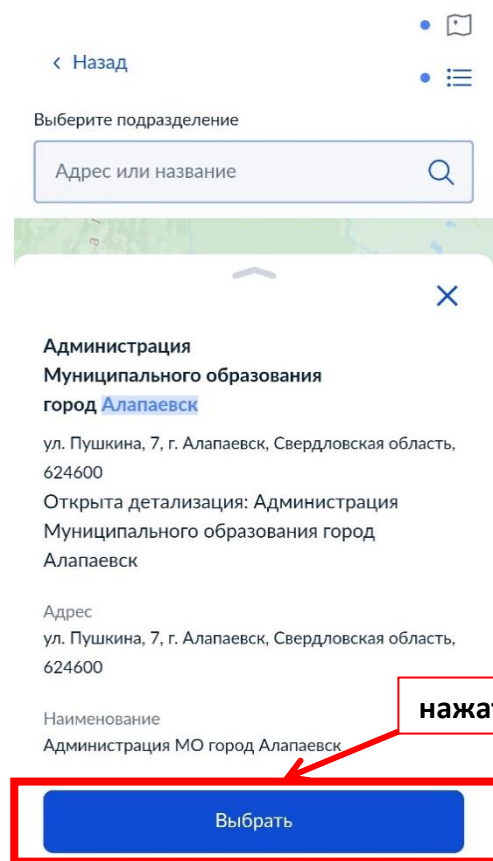 Назад
Выберите подразделение
Адрес или название
Администрация
Муниципального образования
город Алапаевск
ул. Пушкина, 7, г. Алапаевск, Свердловская область,
624600
Открыта детализация: Администрация
Муниципального образования город
Алапаевск
Адрес
ул. Пушкина, 7, г. Алапаевск, Свердловская область,
624600
Наименование
Администрация МО город Алапаевск
Выбрать